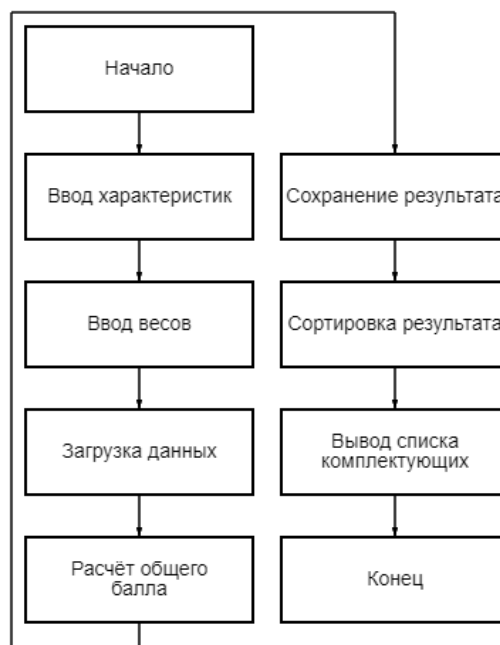 Начало
Ввод характеристик
Ввод весов
Загрузка данных
Расчёт общего
балла
Сохранение результата
Сортировка результата
Вывод списка
комплектующих
Конец